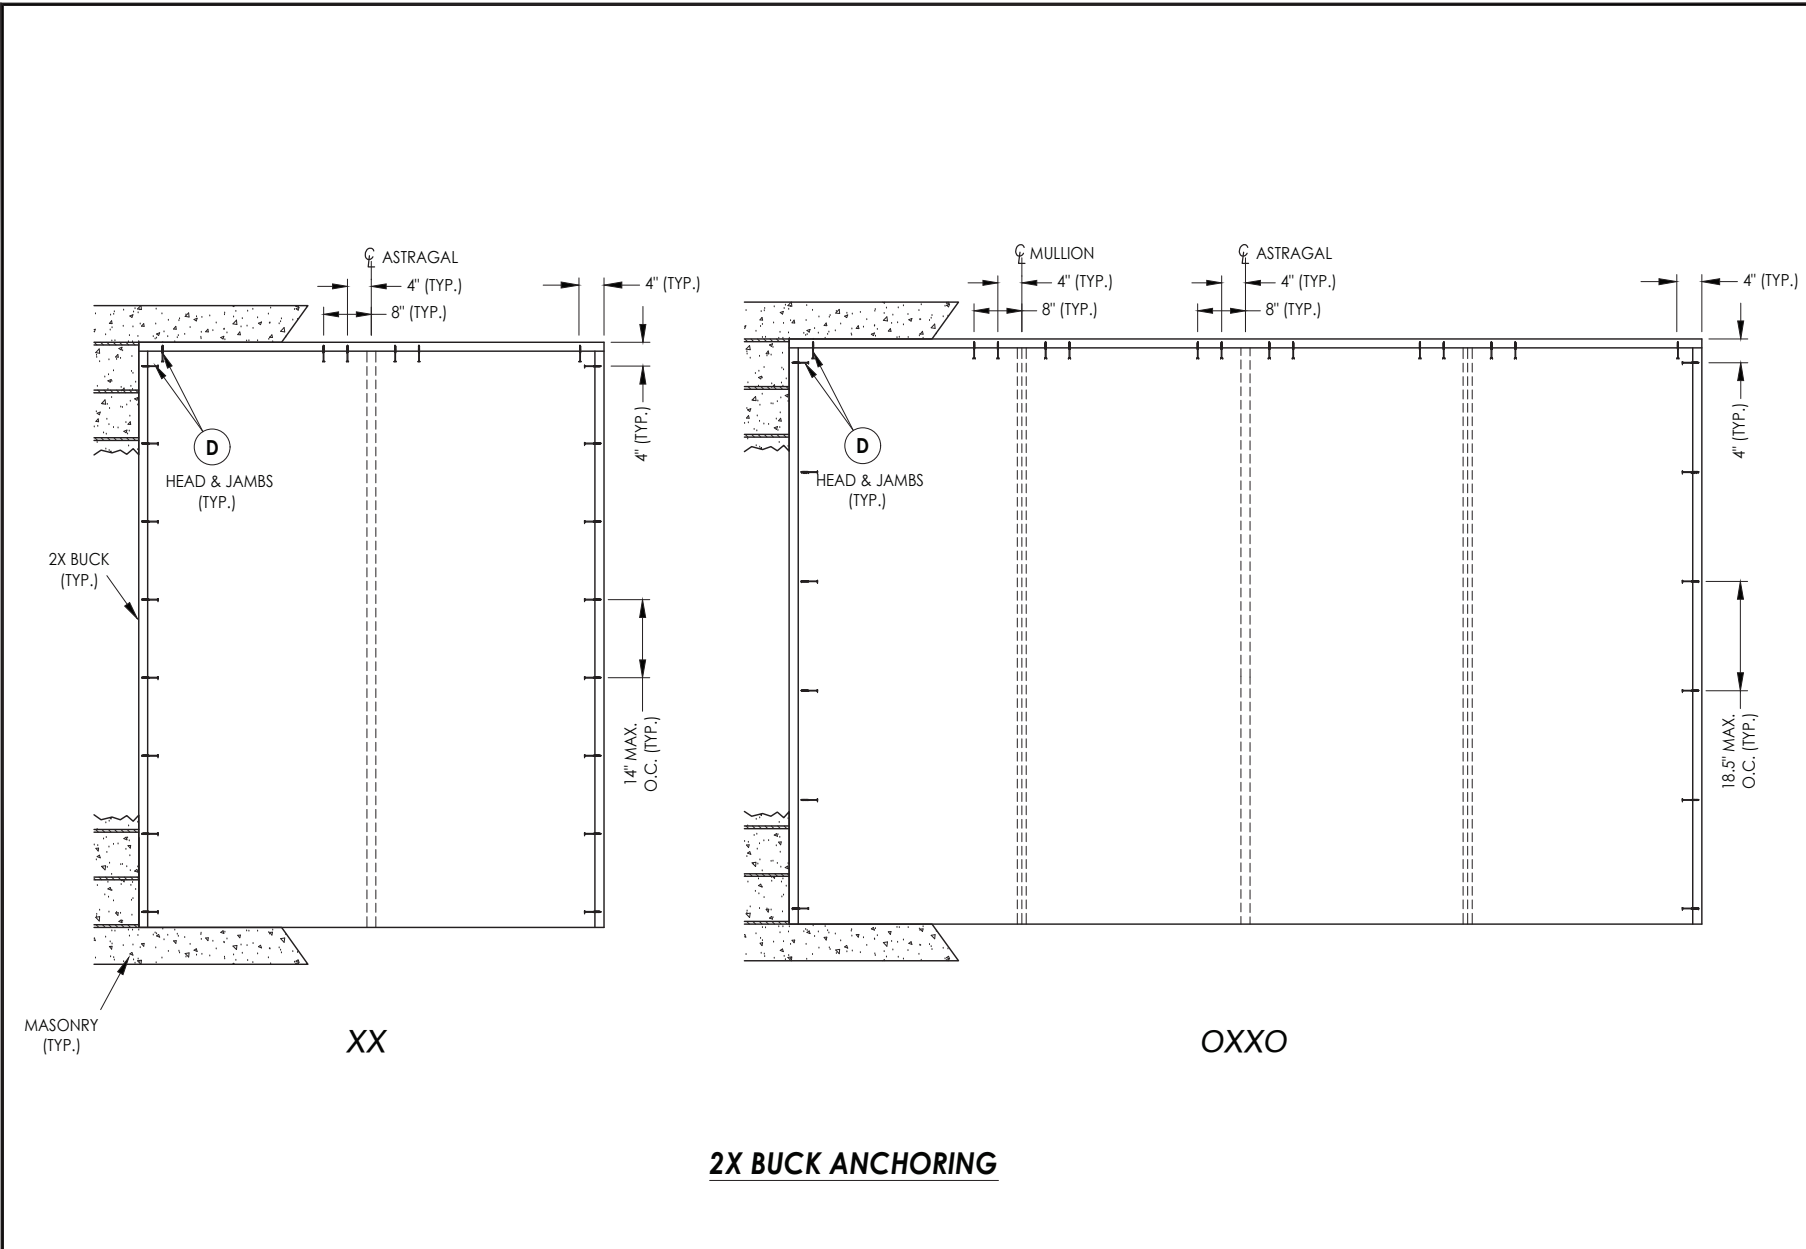 ℄ ASTRAGAL
4" (TYP.)
8" (TYP.)
4" (TYP.)
4" (TYP.)
D
HEAD & JAMBS
(TYP.)
2X BUCK
(TYP.)
14" MAX.
O.C. (TYP.)
MASONRY
(TYP.)
XX
℄ MULLION
4" (TYP.)
8" (TYP.)
℄ ASTRAGAL
4" (TYP.)
8" (TYP.)
4" (TYP.)
4" (TYP.)
D
HEAD & JAMBS
(TYP.)
18.5" MAX.
O.C. (TYP.)
OXXO
2X BUCK ANCHORING